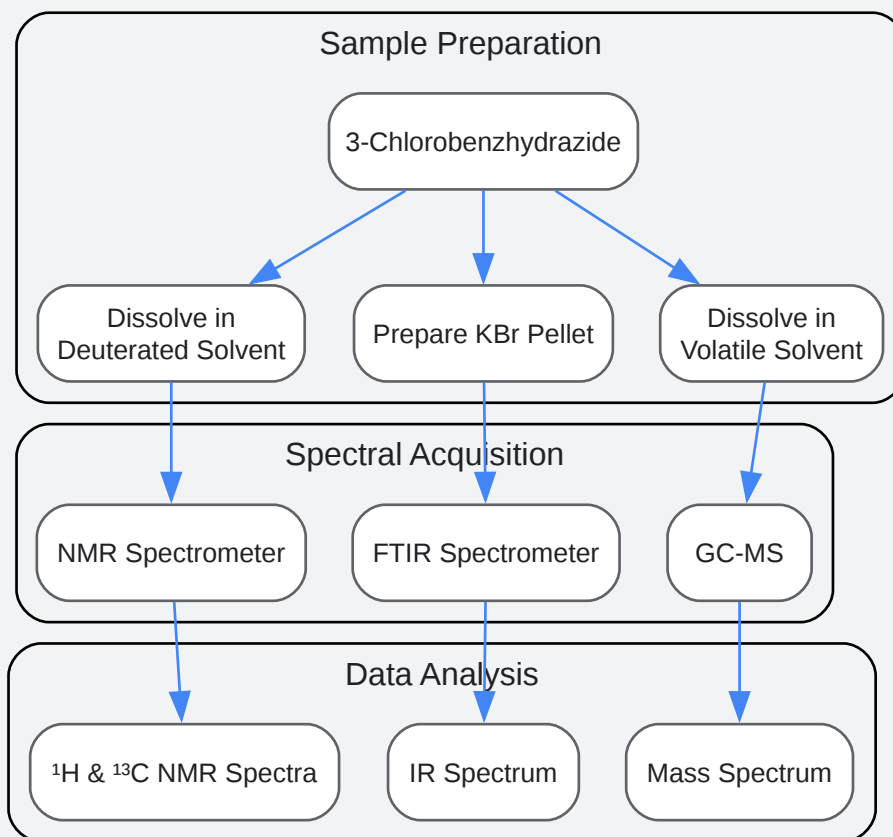 Sample Preparation
3-Chlorobenzhydrazide
Dissolve in
Deuterated Solvent
Prepare KBr Pellet
Dissolve in
Volatile Solvent
Spectral Acquisition
NMR Spectrometer
FTIR Spectrometer
GC-MS
Data Analysis
¹H & ¹³C NMR Spectra
IR Spectrum
Mass Spectrum